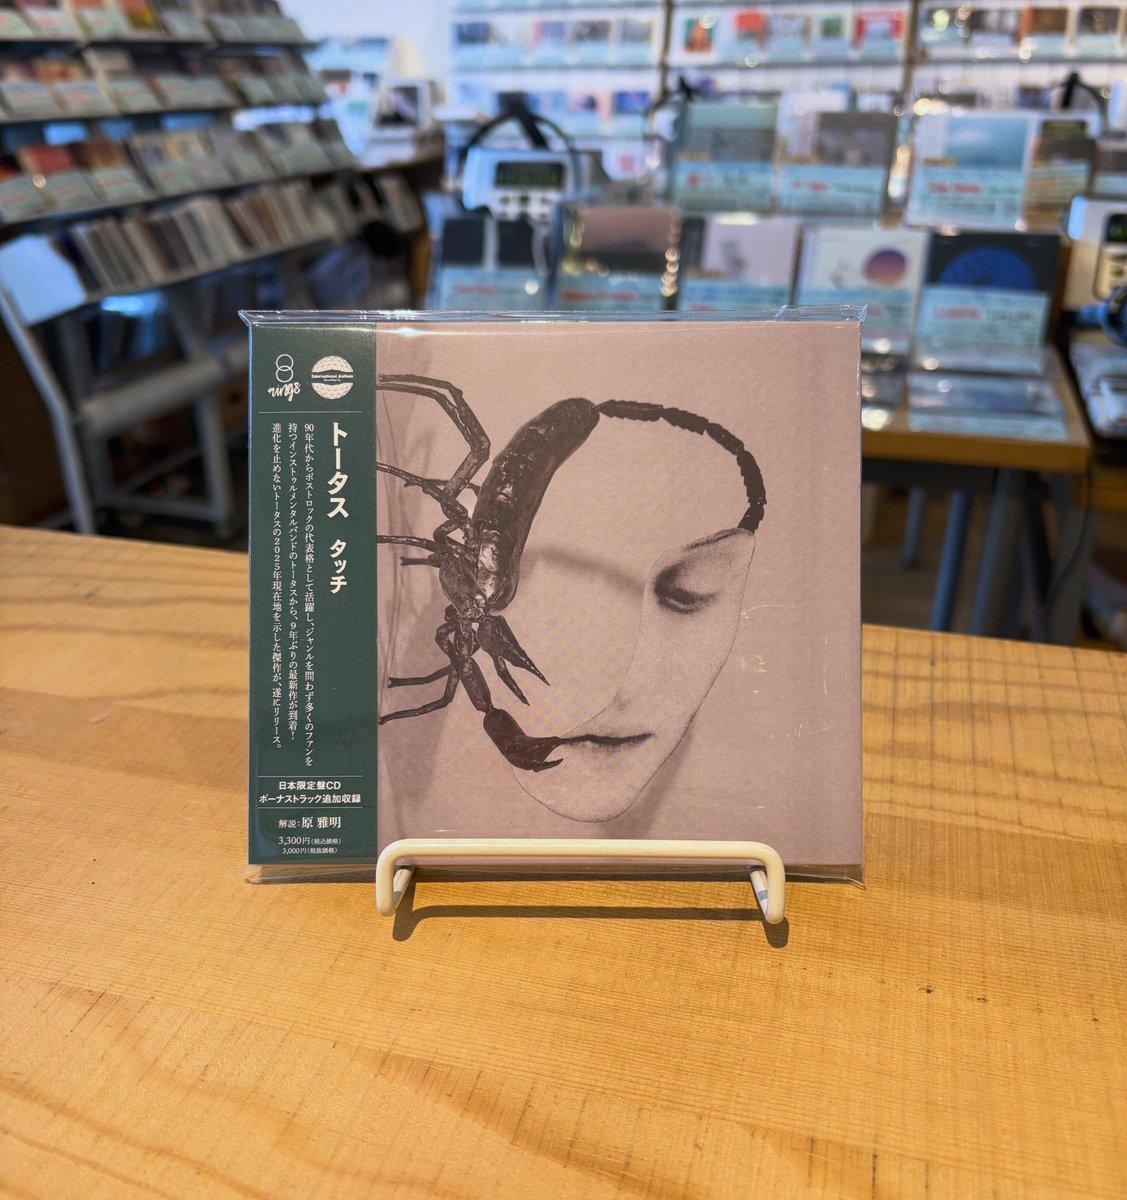 rings
International Anthem
Recording Co.
トータス タッチ
90年代からポストロックの代表格として活躍し、ジャンルを問わず多くのファンを
持つインストゥルメンタルバンドのトータスから、9年ぶりの最新作が到着！
進化を止めないトータスの2025年現在地を示した傑作が、遂にリリース。
日本限定盤CD
ボーナストラック追加収録
解説：原 雅明
3,300円（税込価格）
3,000円（税抜価格）